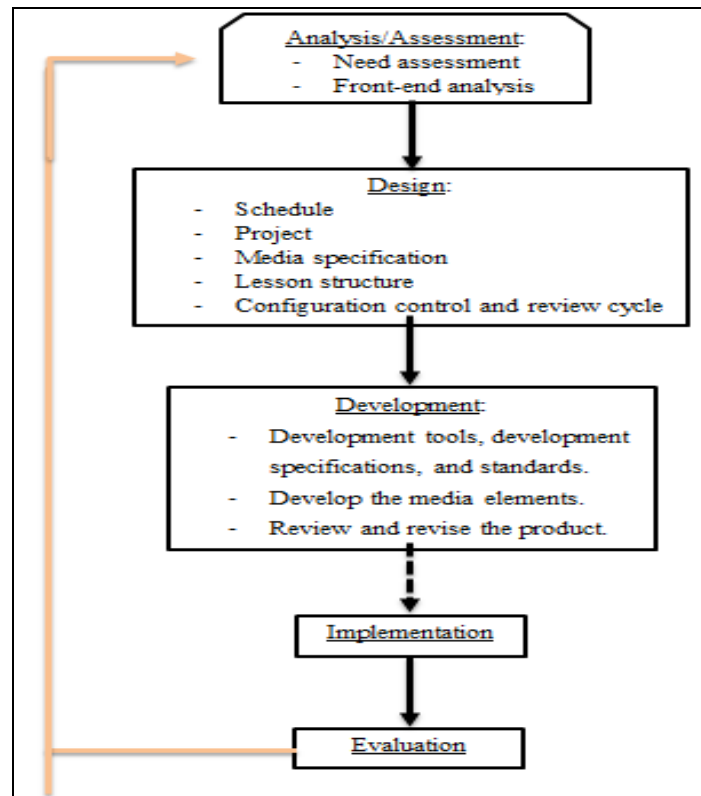 Analysis/Assessment:
- Need assessment
- Front-end analysis
Design:
- Schedule
- Project
- Media specification
- Lesson structure
- Configuration control and review cycle
Development:
- Development tools, development
specifications, and standards.
- Develop the media elements.
- Review and revise the product.
Implementation
Evaluation